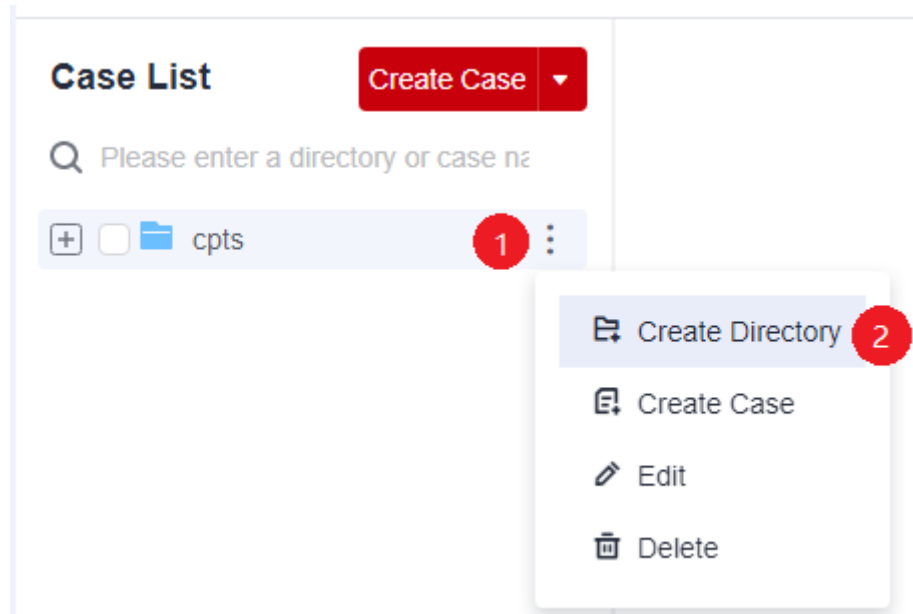 Case List
Create Case
Please enter a directory or case na
cpts
1
Create Directory
2
Create Case
Edit
Delete